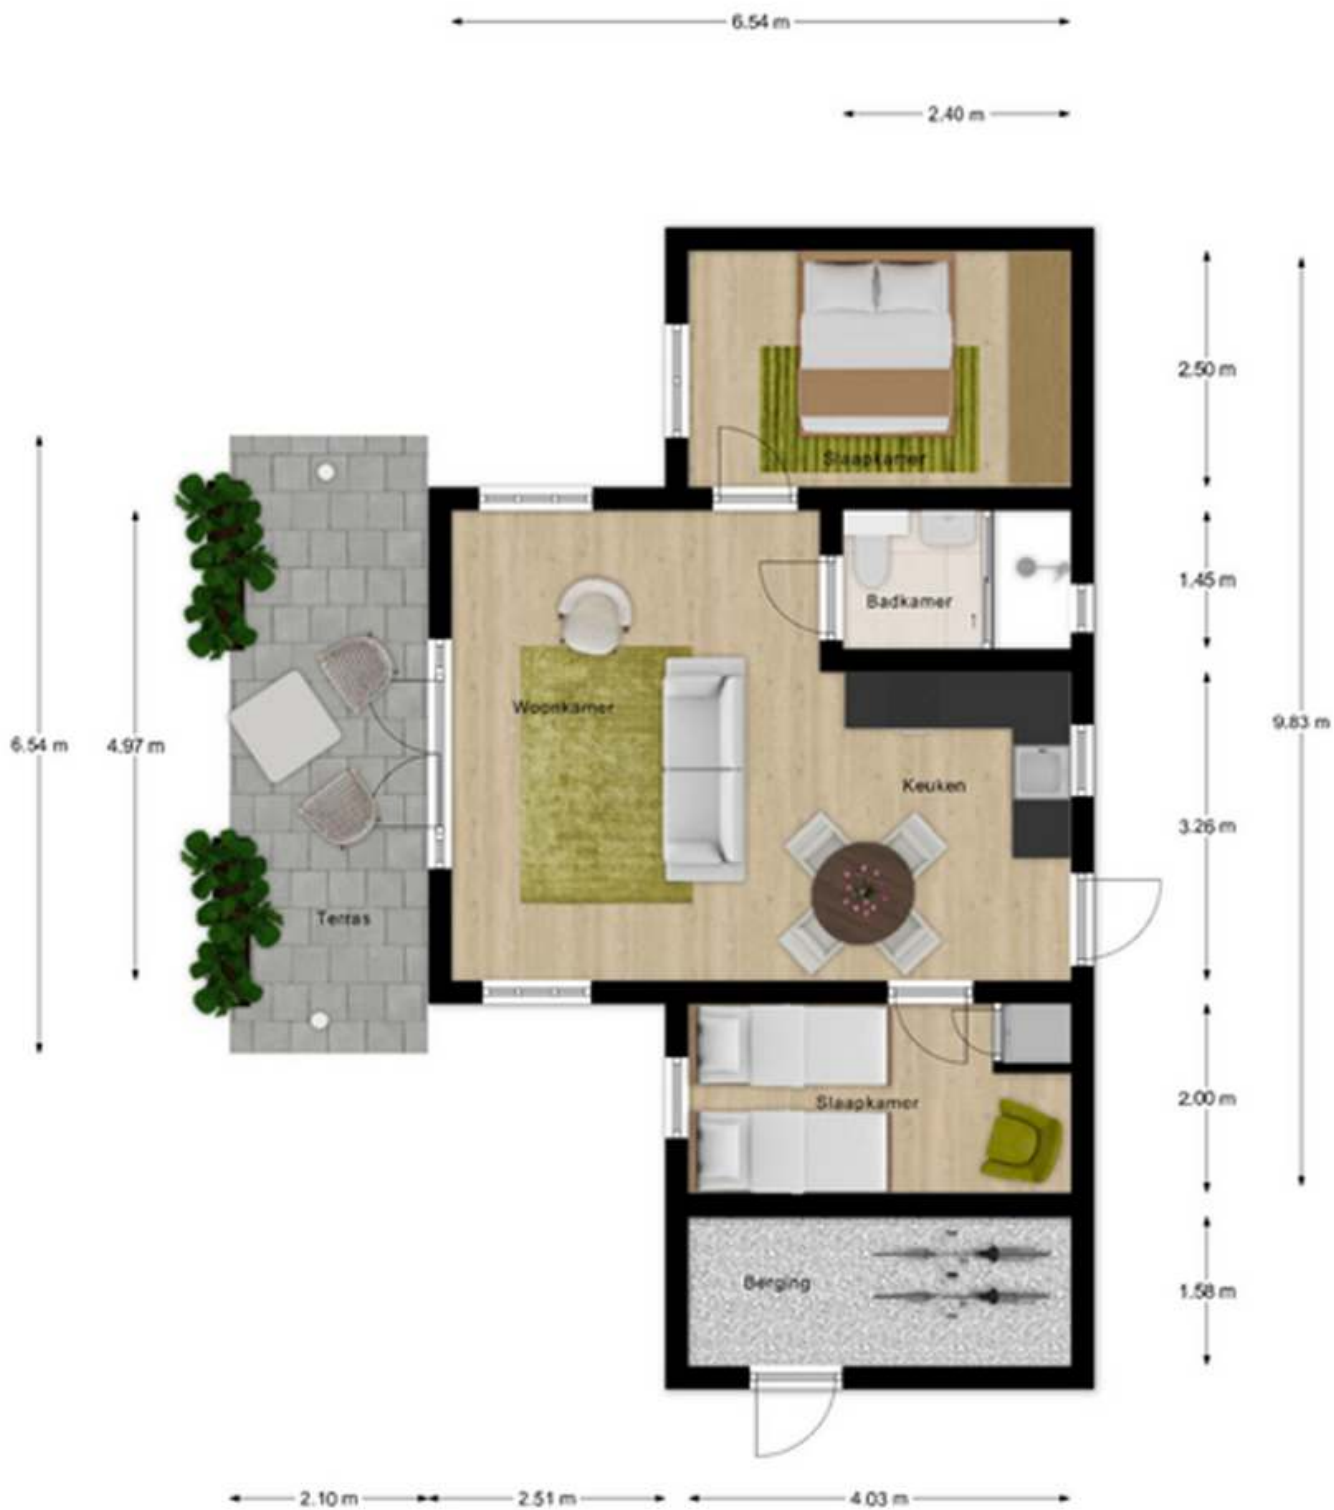 6.54 m
2.40 m
2.50 m
Slaapkamer
1.45 m
Badkamer
Woonkamer
6.54 m
4.97 m
9.83 m
Keuken
3.26 m
Terras
2.00 m
Slaapkamer
Berging
1.58 m
2.10 m
2.51 m
4.03 m